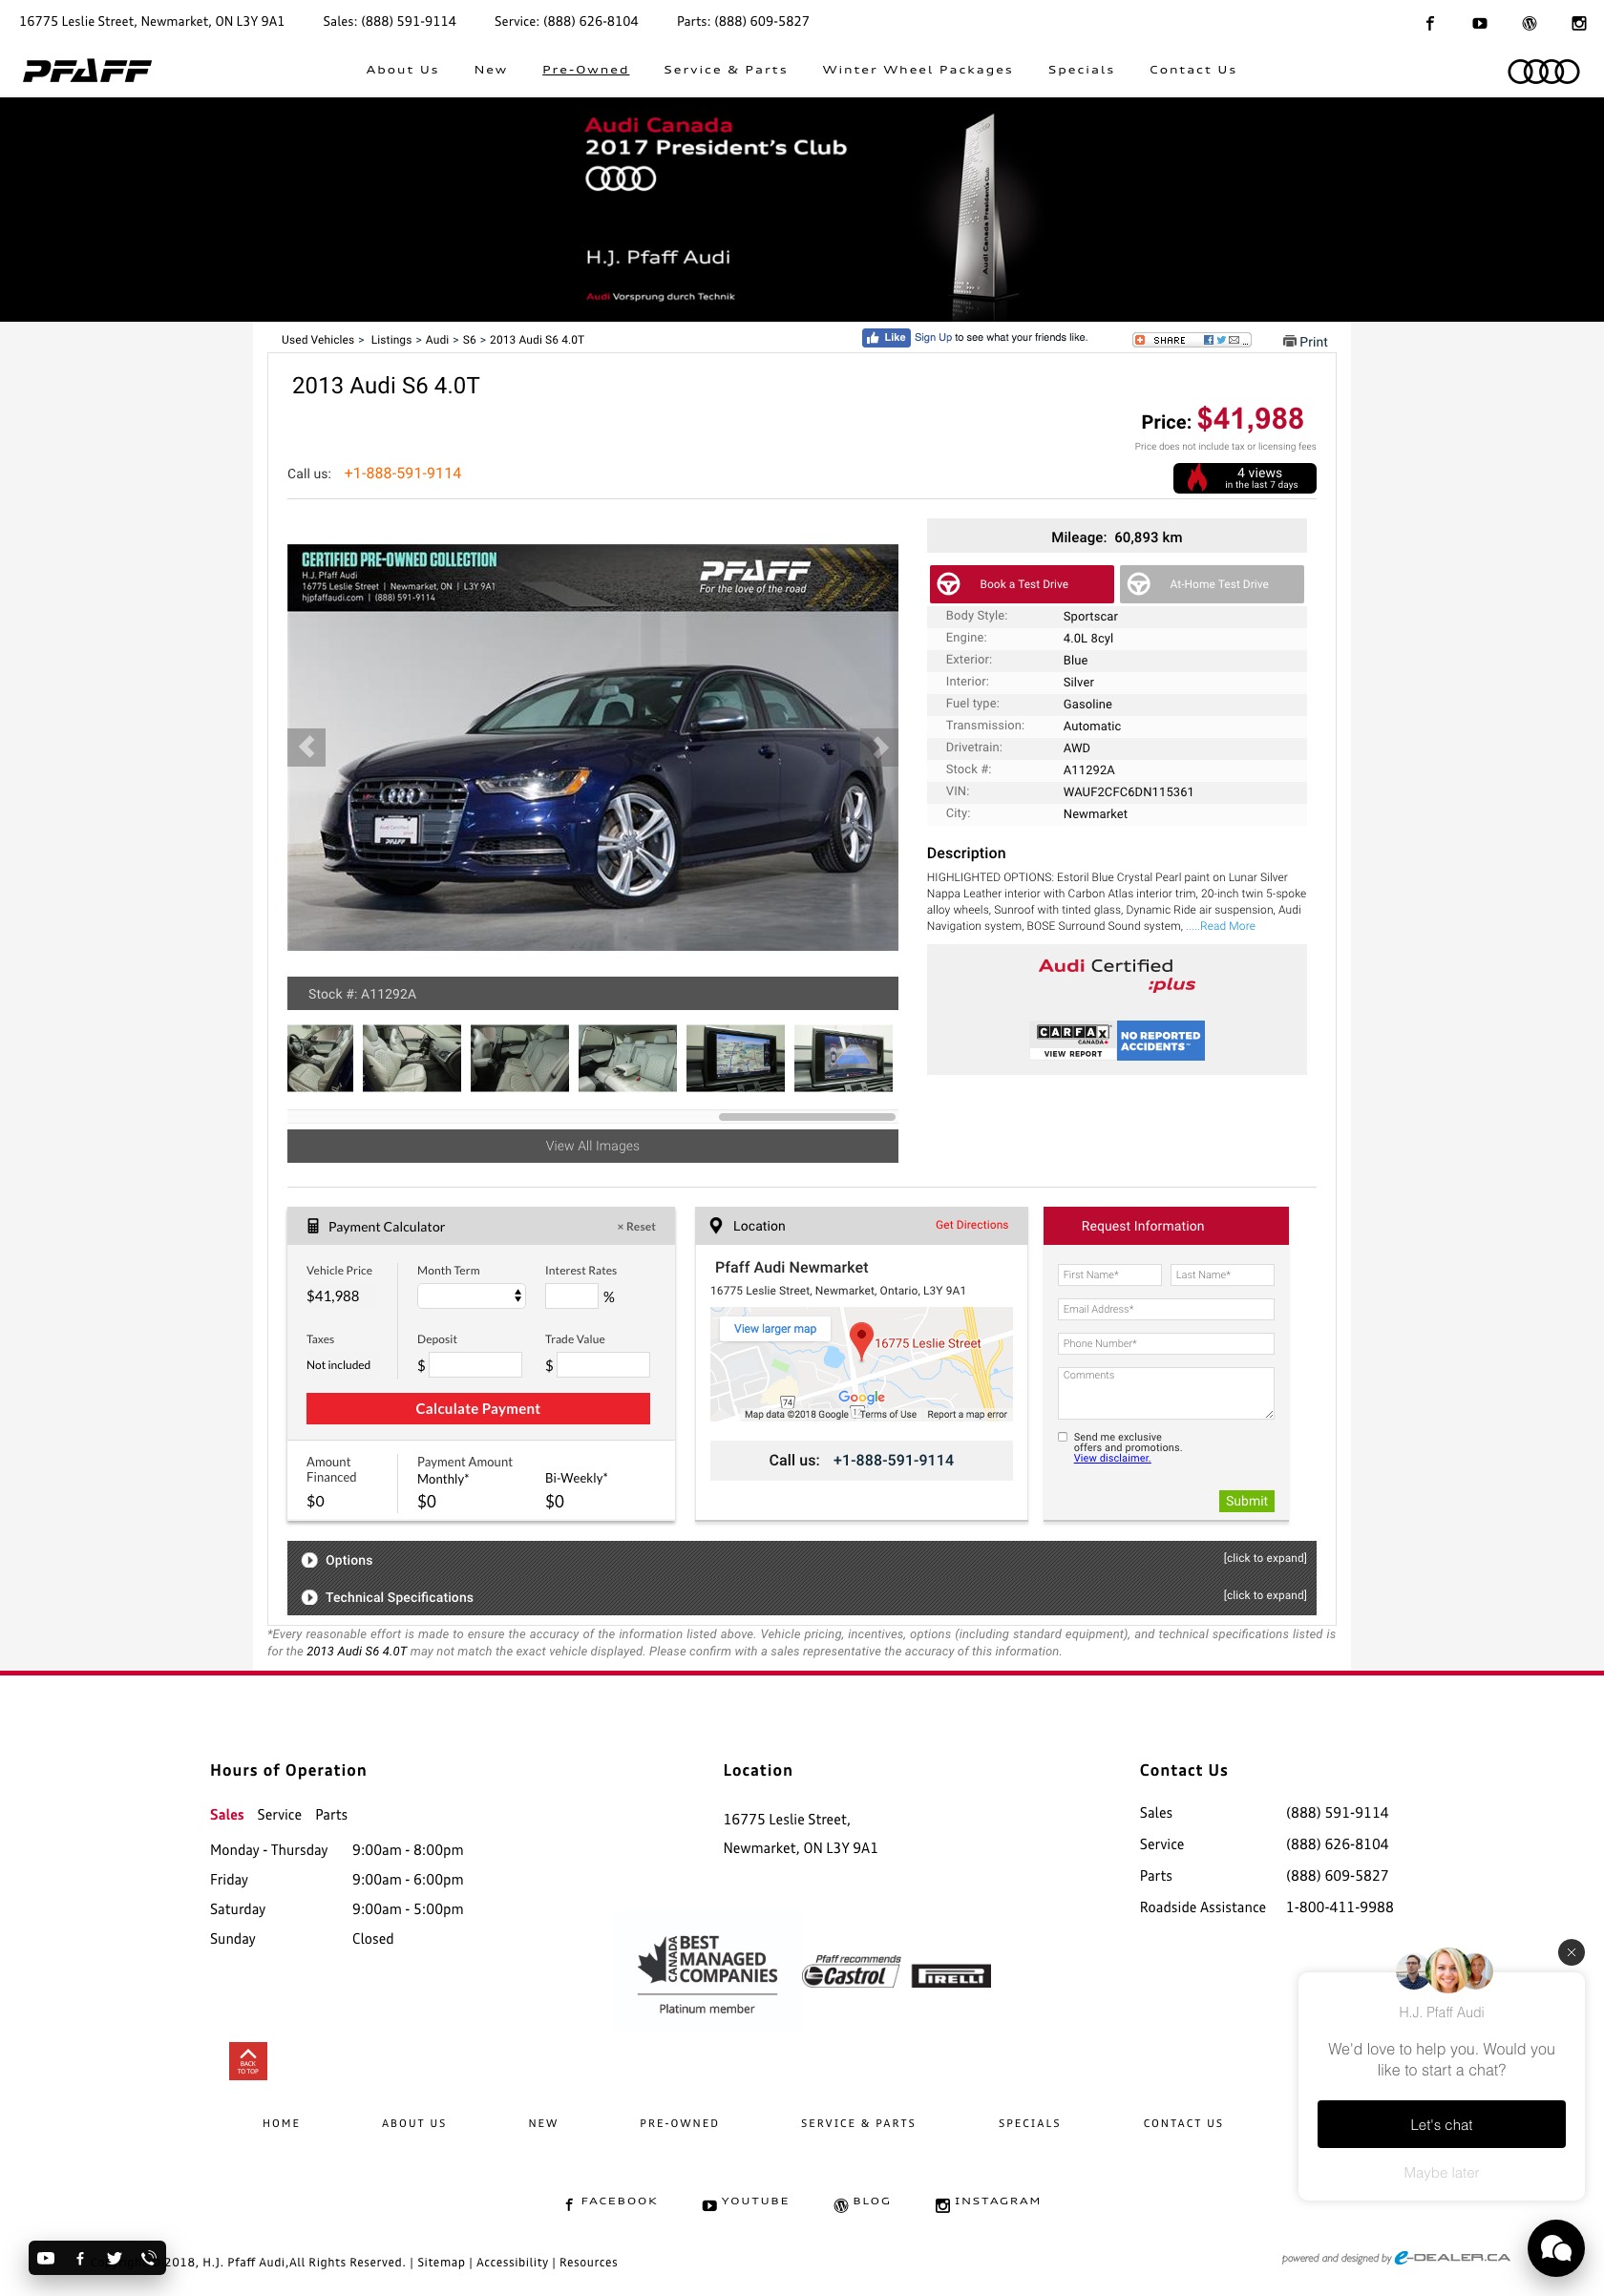 16775 Leslie Street, Newmarket, ON L3Y 9A1 Sales: (888) 591-9114 Service: (888) 626-8104 Parts: (888) 609-5827
PFAFF
About Us New Pre-Owned Service & Parts Winter Wheel Packages Specials Contact Us
Audi Canada
2017 President's Club
H.J. Pfaff Audi
Audi Vorsprung durch Technik
Audi Canada President's Club
Used Vehicles > Listings > Audi > S6 > 2013 Audi S6 4.0T
Like Sign Up to see what your friends like.
SHARE ...
Print
2013 Audi S6 4.0T
Price: $41,988
Price does not include tax or licensing fees
Call us: +1-888-591-9114
4 views
in the last 7 days
CERTIFIED PRE-OWNED COLLECTION
H.J. Pfaff Audi
16775 Leslie Street | Newmarket, ON | L3Y 9A1
hjpfaffaudi.com | (888) 591-9114
PFAFF
For the love of the road
Audi Certified
PFAFF
Stock #: A11292A
View All Images
Mileage: 60,893 km
Book a Test Drive At-Home Test Drive
Body Style: Sportscar
Engine: 4.0L 8cyl
Exterior: Blue
Interior: Silver
Fuel type: Gasoline
Transmission: Automatic
Drivetrain: AWD
Stock #: A11292A
VIN: WAUF2CFC6DN115361
City: Newmarket
Description
HIGHLIGHTED OPTIONS: Estoril Blue Crystal Pearl paint on Lunar Silver
Nappa Leather interior with Carbon Atlas interior trim, 20-inch twin 5-spoke
alloy wheels, Sunroof with tinted glass, Dynamic Ride air suspension, Audi
Navigation system, BOSE Surround Sound system, .....Read More
Audi Certified
:plus
CARFAX
CANADA
VIEW REPORT
NO REPORTED
ACCIDENTS™
Payment Calculator × Reset
Vehicle Price Month Term Interest Rates
$41,988 %
Taxes Deposit Trade Value
Not included $ $
Calculate Payment
Amount
Financed
Payment Amount
Monthly* Bi-Weekly*
$0 $0 $0
Location Get Directions
Pfaff Audi Newmarket
16775 Leslie Street, Newmarket, Ontario, L3Y 9A1
View larger map
16775 Leslie Street
74
Google
Map data ©2018 Google Terms of Use Report a map error
Call us: +1-888-591-9114
Request Information
First Name* Last Name*
Email Address*
Phone Number*
Comments
Send me exclusive
offers and promotions.
View disclaimer.
Submit
Options [click to expand]
Technical Specifications [click to expand]
*Every reasonable effort is made to ensure the accuracy of the information listed above. Vehicle pricing, incentives, options (including standard equipment), and technical specifications listed is
for the 2013 Audi S6 4.0T may not match the exact vehicle displayed. Please confirm with a sales representative the accuracy of this information.
Hours of Operation
Sales Service Parts
Monday - Thursday 9:00am - 8:00pm
Friday 9:00am - 6:00pm
Saturday 9:00am - 5:00pm
Sunday Closed
Location
16775 Leslie Street,
Newmarket, ON L3Y 9A1
Contact Us
Sales (888) 591-9114
Service (888) 626-8104
Parts (888) 609-5827
Roadside Assistance 1-800-411-9988
CANADA
BEST
MANAGED
COMPANIES
Platinum member
Pfaff recommends
Castrol
PIRELLI
H.J. Pfaff Audi
We'd love to help you. Would you
like to start a chat?
Let's chat
Maybe later
BACK
TO TOP
HOME ABOUT US NEW PRE-OWNED SERVICE & PARTS SPECIALS CONTACT US
FACEBOOK YOUTUBE BLOG INSTAGRAM
2018, H.J. Pfaff Audi,All Rights Reserved. | Sitemap | Accessibility | Resources
powered and designed by e-DEALER.CA